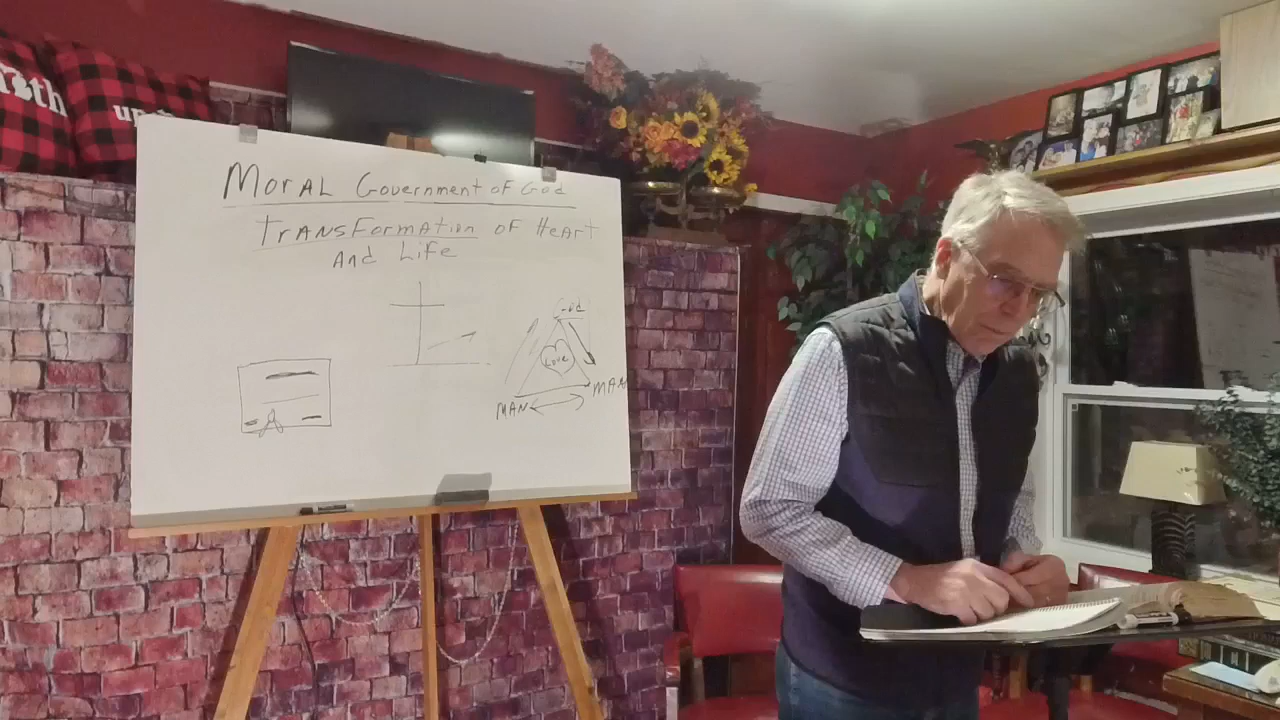 Moral Government of God
Transformation of Heart
And Life
God
Love
MAN
MAN